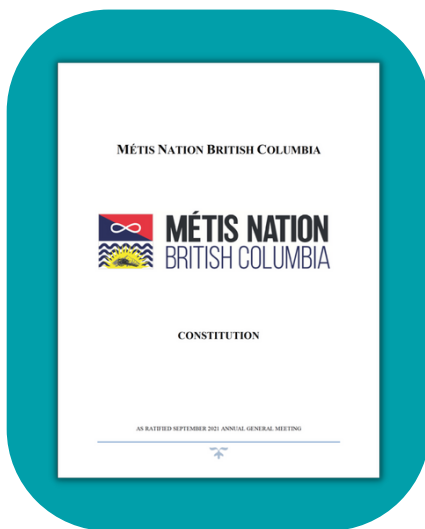 MÉTIS NATION BRITISH COLUMBIA
MÉTIS NATION
BRITISH COLUMBIA
CONSTITUTION
AS RATIFIED SEPTEMBER 2021 ANNUAL GENERAL MEETING